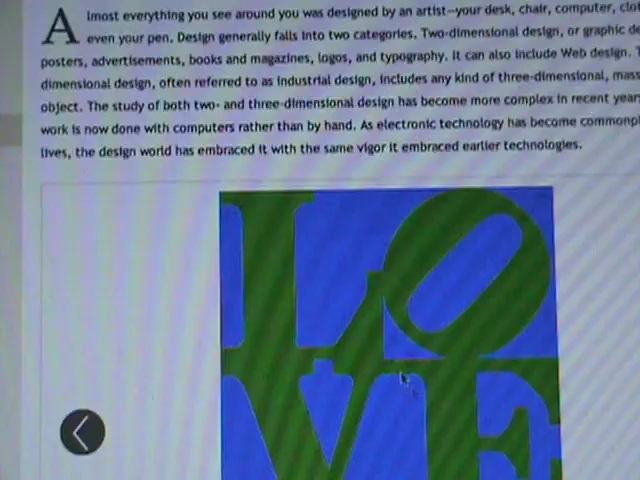 Almost everything you see around you was designed by an artist—your desk, chair, computer,
even your pen. Design generally falls into two categories. Two-dimensional design, or graphic
posters, advertisements, books and magazines, logos, and typography. It can also include Web design.
dimensional design, often referred to as industrial design, includes any kind of three-dimensional,
object. The study of both two- and three-dimensional design has become more complex in recent
work is now done with computers rather than by hand. As electronic technology has become
lives, the design world has embraced it with the same vigor it embraced earlier technologies.
LO
VE